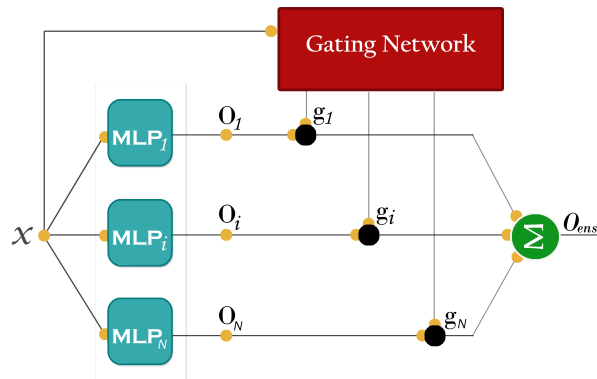 Gating Network
O1 g1
MLP1
x
Oi gi
MLPi
Σ Oens
ON gN
MLPN